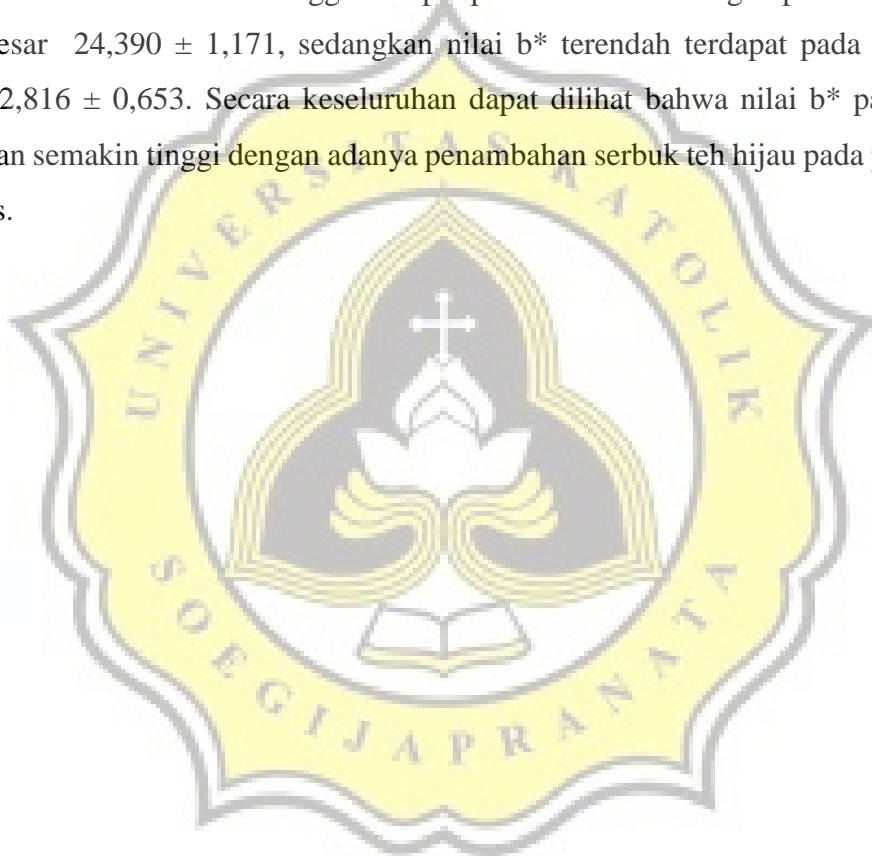 esar 24,390 ± 1,171, sedangkan nilai b* terendah terdapat pada
2,816 ± 0,653. Secara keseluruhan dapat dilihat bahwa nilai b* pa
an semakin tinggi dengan adanya penambahan serbuk teh hijau pada
s.
UNIVERSITAS KATOLIK
SOEGIJAPRANATA